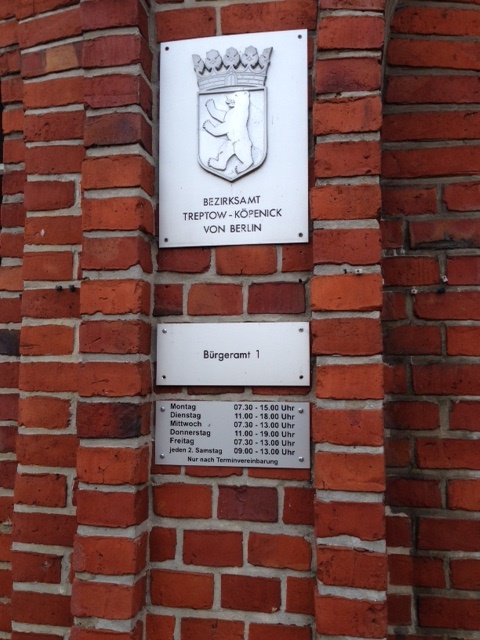 BEZIRKSAMT
TREPTOW - KÖPENICK
VON BERLIN
Bürgeramt 1
Montag 07.30 - 15.00 Uhr
Dienstag 11.00 - 18.00 Uhr
Mittwoch 07.30 - 13.00 Uhr
Donnerstag 11.00 - 19.00 Uhr
Freitag 07.30 - 13.00 Uhr
jeden 2. Samstag 09.00 - 13.00 Uhr
Nur nach Terminvereinbarung